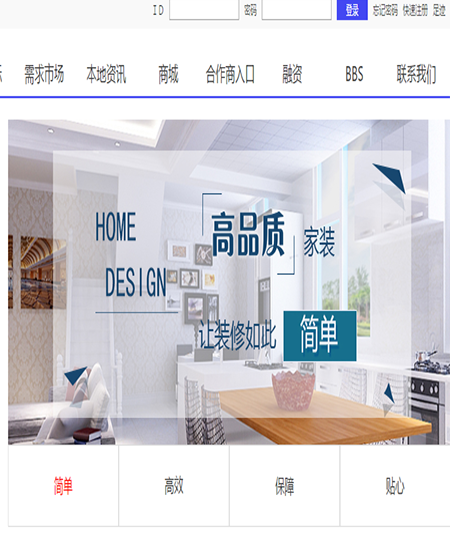 ID 密码 登录 忘记密码 快速注册 足迹
需求市场 本地资讯 商城 合作商入口 融资 BBS 联系我们
HOME
DESIGN
高品质 家装
让装修如此 简单
简单 高效 保障 贴心